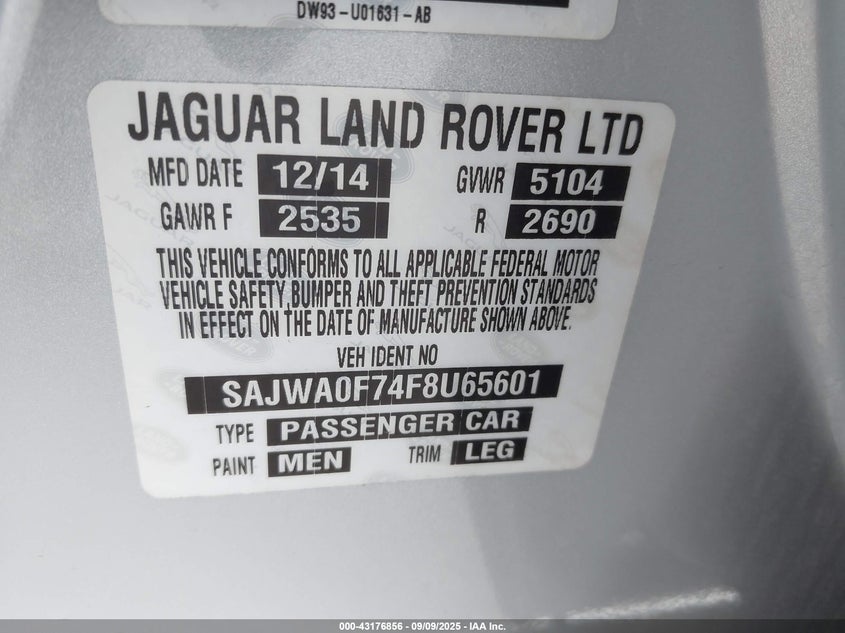 DW93-U01631-AB
JAGUAR LAND ROVER LTD
MFD DATE 12/14 GVWR 5104
GAWR F 2535 R 2690
THIS VEHICLE CONFORMS TO ALL APPLICABLE FEDERAL MOTOR
VEHICLE SAFETY,BUMPER AND THEFT PREVENTION STANDARDS
IN EFFECT ON THE DATE OF MANUFACTURE SHOWN ABOVE.
VEH IDENT NO
SAJWA0F74F8U65601
TYPE PASSENGER CAR
PAINT MEN TRIM LEG
000-43176856 - 09/09/2025 - IAA Inc.